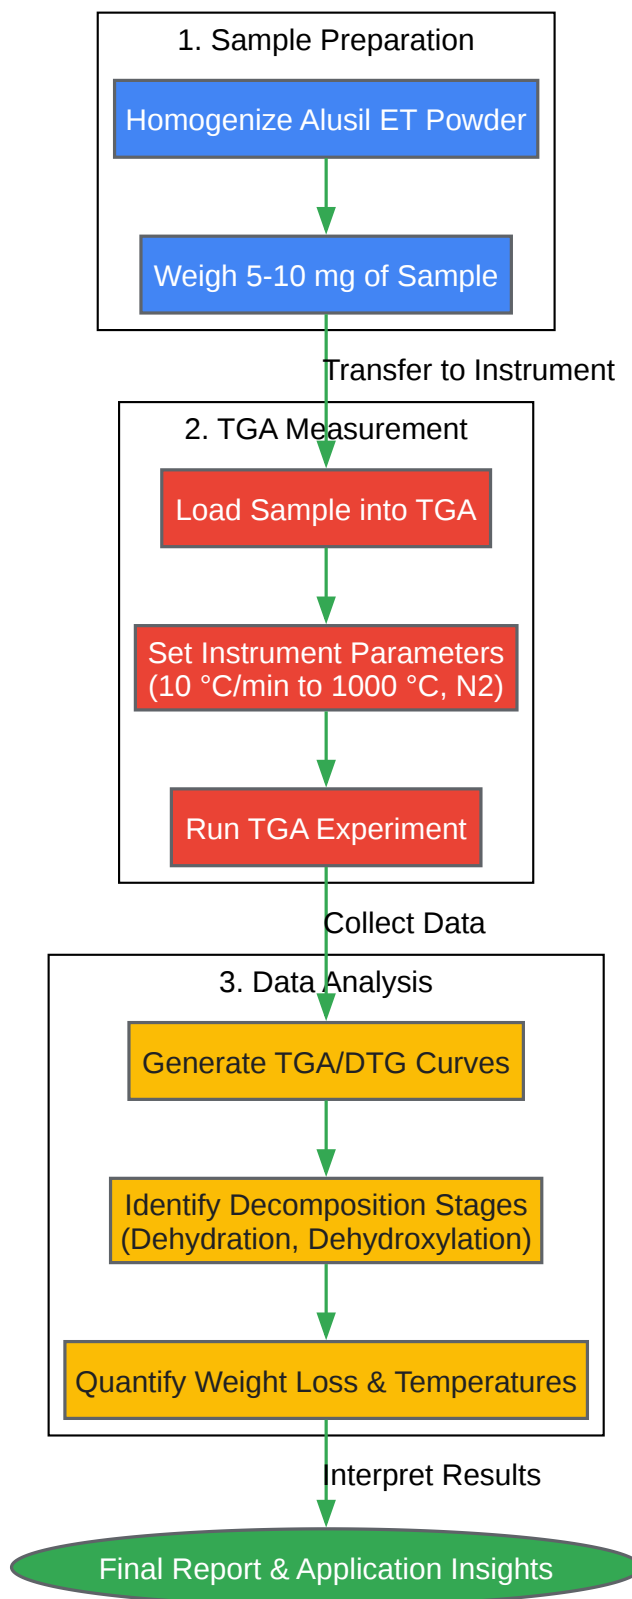 1. Sample Preparation
Homogenize Alusil ET Powder
Weigh 5-10 mg of Sample
Transfer to Instrument
2. TGA Measurement
Load Sample into TGA
Set Instrument Parameters
(10 °C/min to 1000 °C, N2)
Run TGA Experiment
Collect Data
3. Data Analysis
Generate TGA/DTG Curves
Identify Decomposition Stages
(Dehydration, Dehydroxylation)
Quantify Weight Loss & Temperatures
Interpret Results
Final Report & Application Insights